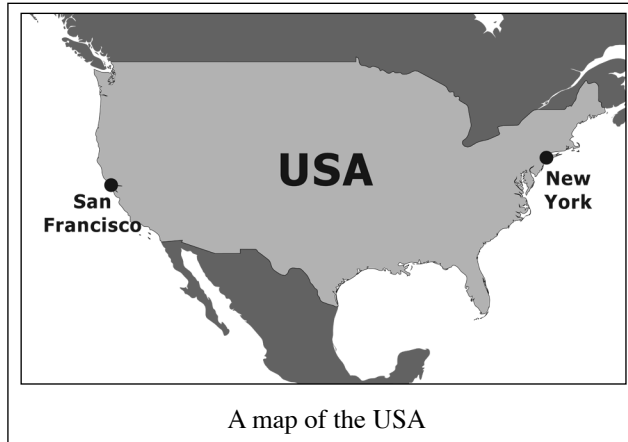 USA
San
Francisco
New
York
A map of the USA